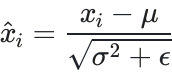 x̂ᵢ = (xᵢ − μ) / √(σ² + ϵ)